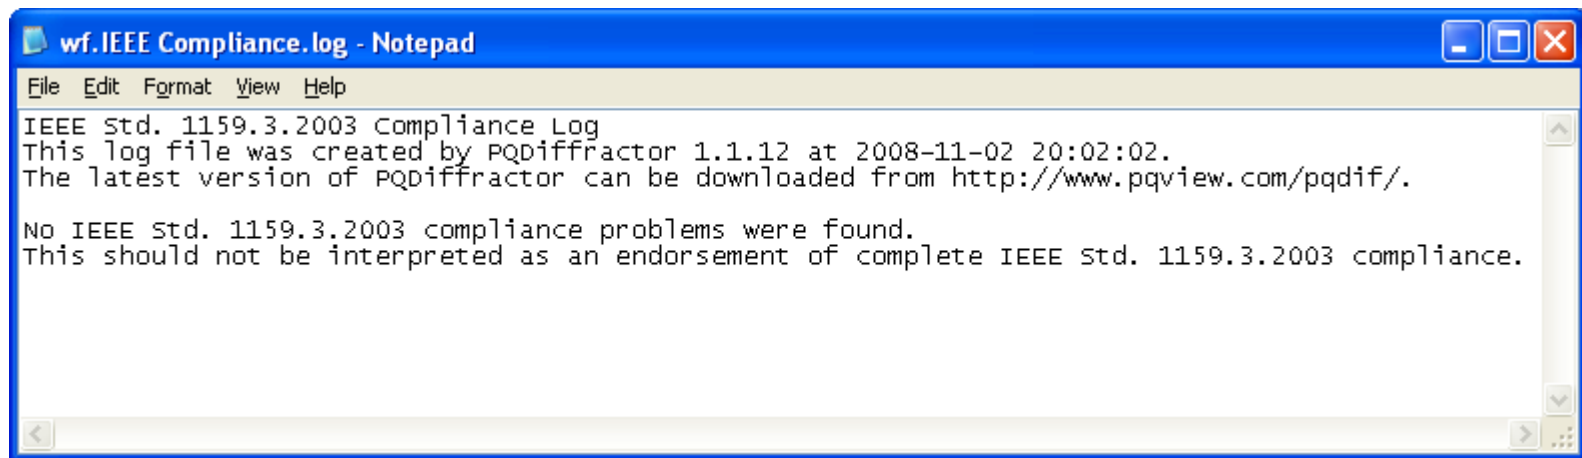 wf.IEEE Compliance.log - Notepad
File Edit Format View Help
IEEE Std. 1159.3.2003 Compliance Log
This log file was created by PQDiffractor 1.1.12 at 2008-11-02 20:02:02.
The latest version of PQDiffractor can be downloaded from http://www.pqview.com/pqdif/.
No IEEE Std. 1159.3.2003 compliance problems were found.
This should not be interpreted as an endorsement of complete IEEE Std. 1159.3.2003 compliance.